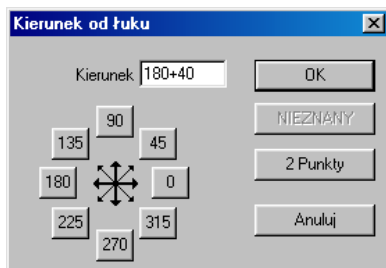 Kierunek od łuku
Kierunek 180+40
OK
NIEZNANY
2 Punkty
Anuluj
90
135 45
180 0
225 315
270